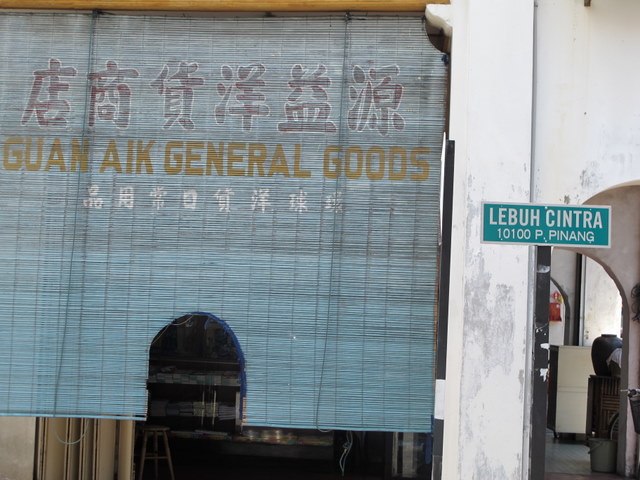 源益洋貨商店
GUAN AIK GENERAL GOODS
洋貨日常用品
LEBUH CINTRA
10100 P. PINANG